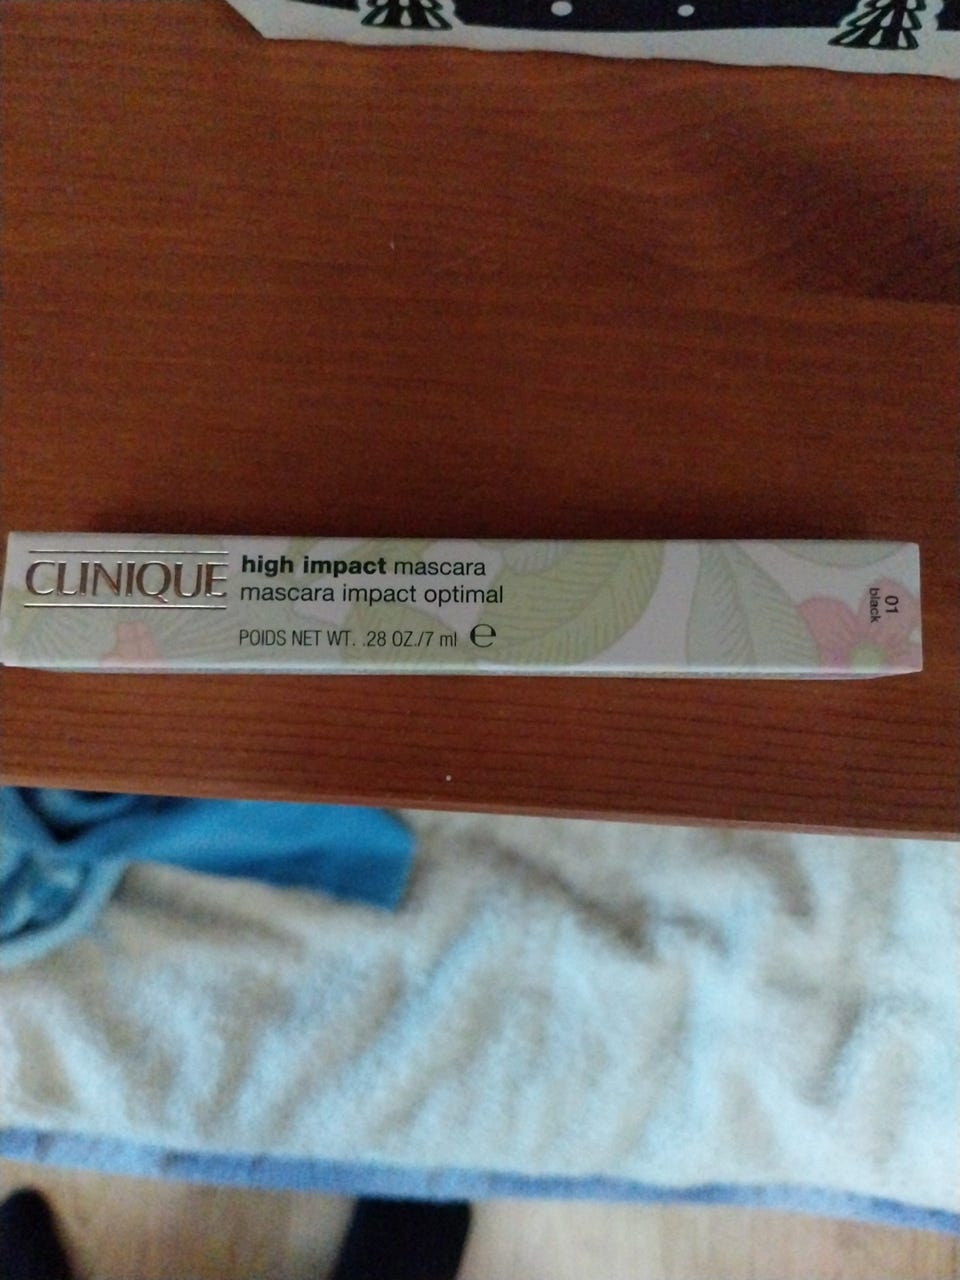 CLINIQUE
high impact mascara
mascara impact optimal
POIDS NET WT. .28 OZ./7 ml ℮
01
black